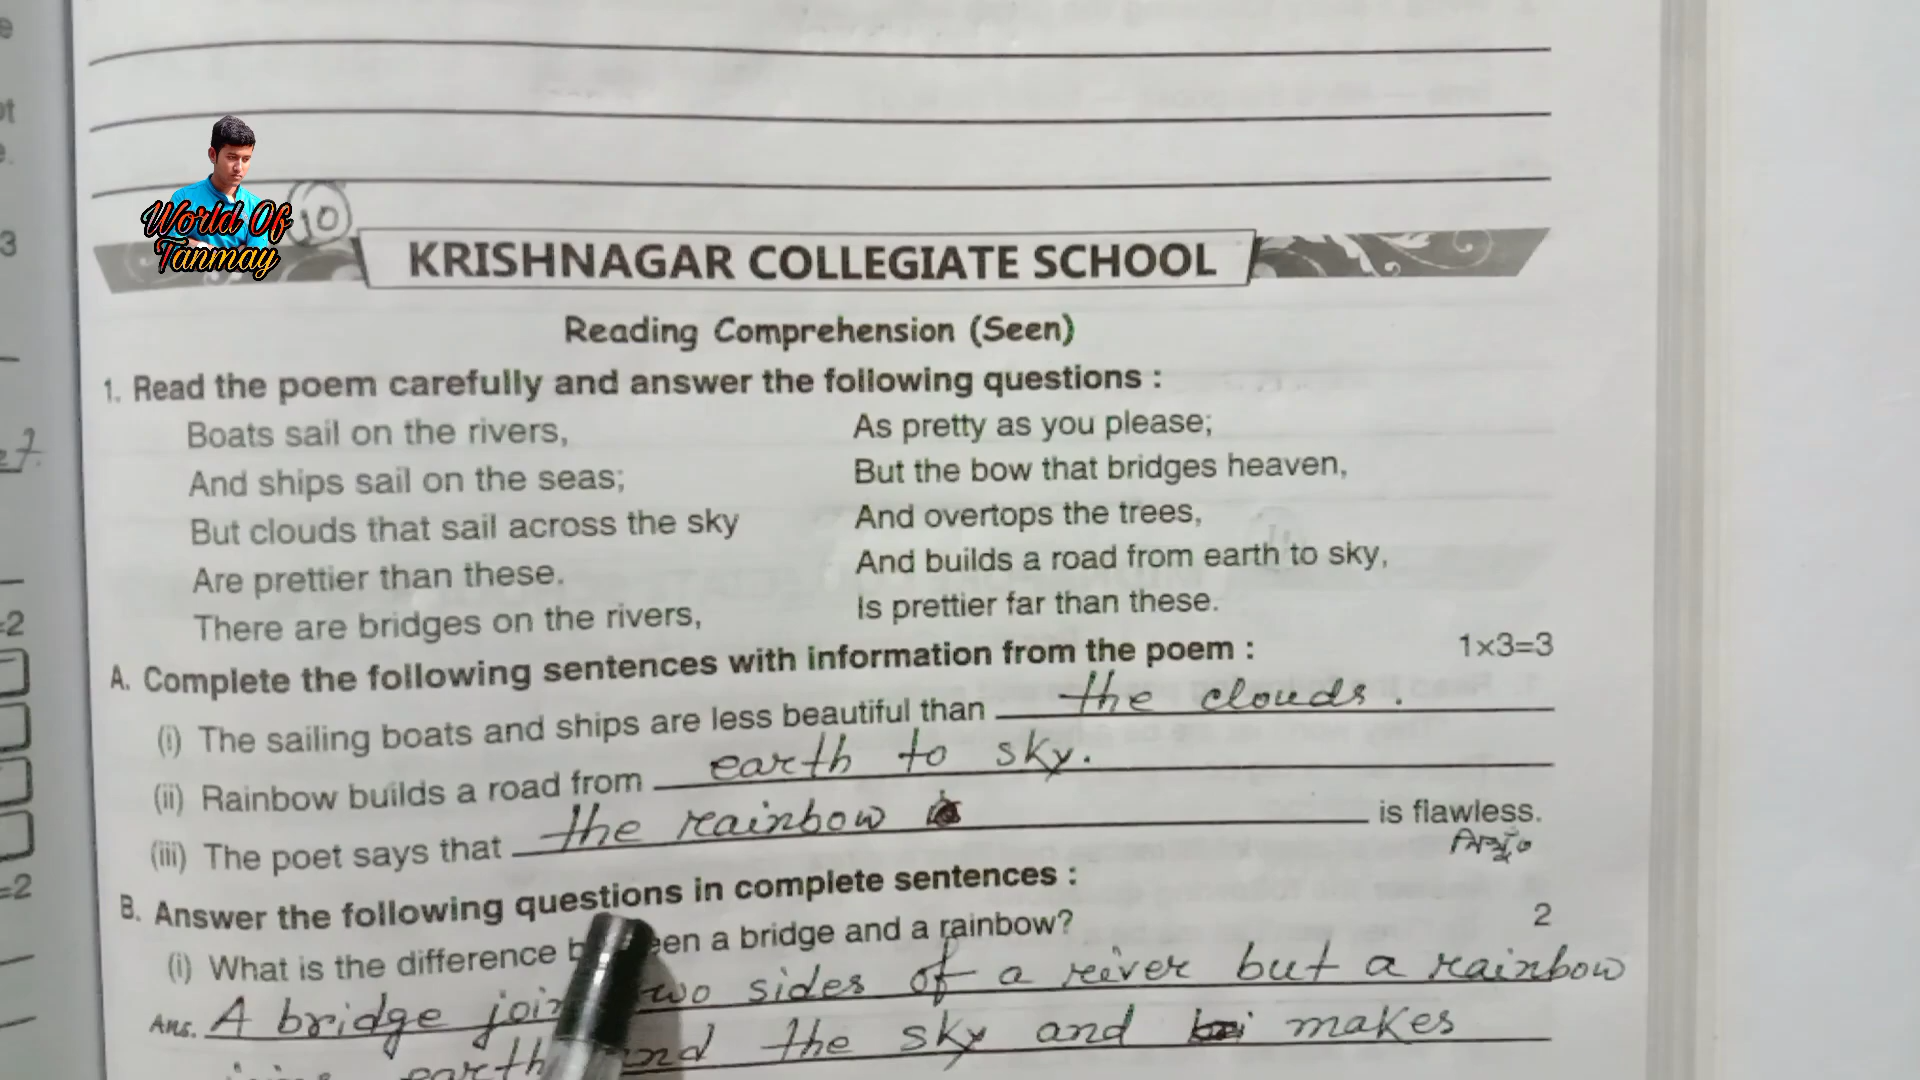 World Of
Tanmay
10
KRISHNAGAR COLLEGIATE SCHOOL
Reading Comprehension (Seen)
1. Read the poem carefully and answer the following questions :
Boats sail on the rivers,
And ships sail on the seas;
But clouds that sail across the sky
Are prettier than these.
There are bridges on the rivers,
As pretty as you please;
But the bow that bridges heaven,
And overtops the trees,
And builds a road from earth to sky,
Is prettier far than these.
A. Complete the following sentences with information from the poem : 1×3=3
(i) The sailing boats and ships are less beautiful than the clouds.
(ii) Rainbow builds a road from earth to sky.
(iii) The poet says that the rainbow is flawless.
B. Answer the following questions in complete sentences : 2
(i) What is the difference b een a bridge and a rainbow?
Ans. A bridge join two sides of a river but a rainbow
earth and the sky and makes